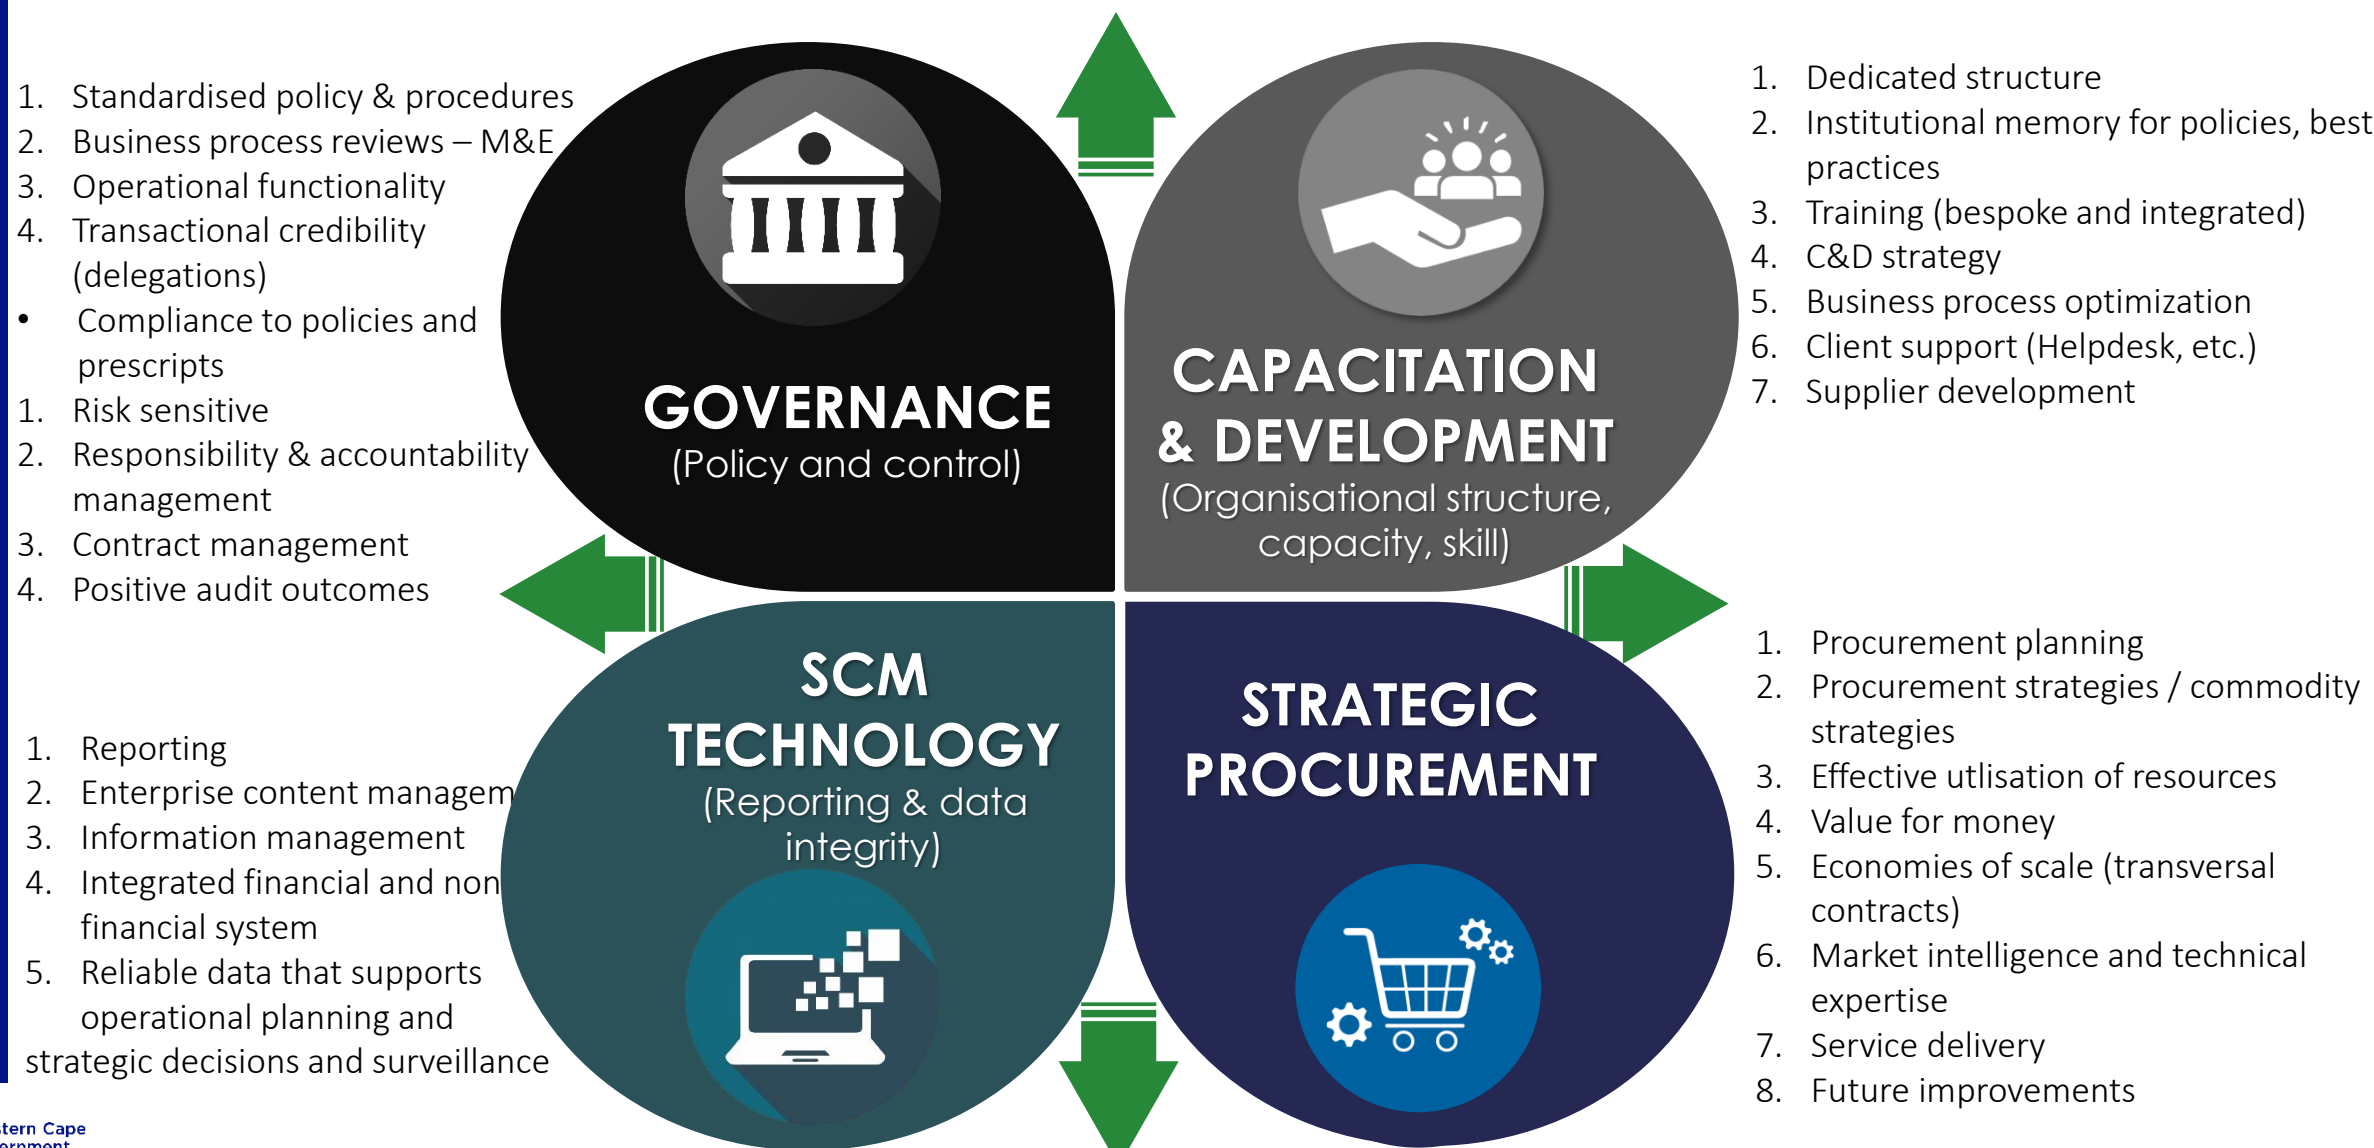 1. Standardised policy & procedures
2. Business process reviews – M&E
3. Operational functionality
4. Transactional credibility
(delegations)
• Compliance to policies and
prescripts
1. Risk sensitive
2. Responsibility & accountability
management
3. Contract management
4. Positive audit outcomes
GOVERNANCE
(Policy and control)
CAPACITATION
& DEVELOPMENT
(Organisational structure,
capacity, skill)
1. Dedicated structure
2. Institutional memory for policies, best
practices
3. Training (bespoke and integrated)
4. C&D strategy
5. Business process optimization
6. Client support (Helpdesk, etc.)
7. Supplier development
1. Reporting
2. Enterprise content managem
3. Information management
4. Integrated financial and non
financial system
5. Reliable data that supports
operational planning and
strategic decisions and surveillance
SCM
TECHNOLOGY
(Reporting & data
integrity)
STRATEGIC
PROCUREMENT
1. Procurement planning
2. Procurement strategies / commodity
strategies
3. Effective utlisation of resources
4. Value for money
5. Economies of scale (transversal
contracts)
6. Market intelligence and technical
expertise
7. Service delivery
8. Future improvements
tern Cape